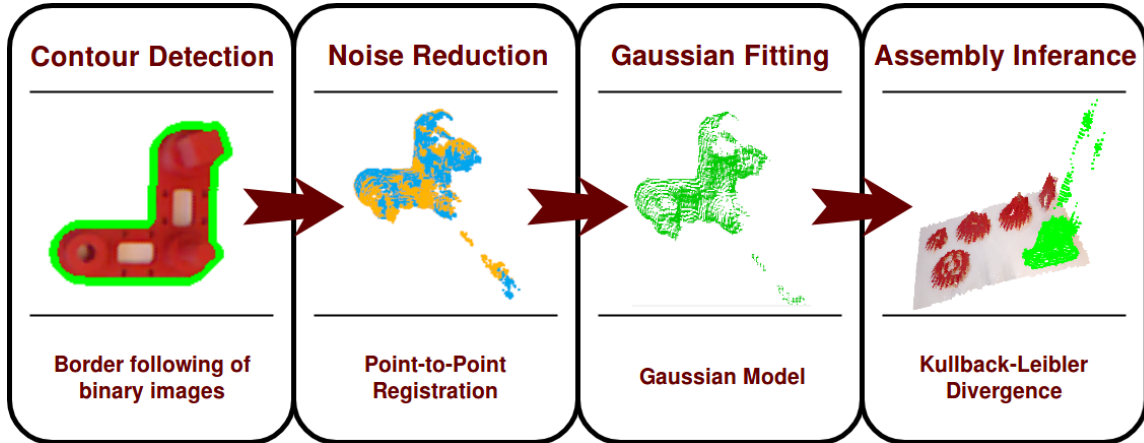 Contour Detection
Border following of
binary images
Noise Reduction
Point-to-Point
Registration
Gaussian Fitting
Gaussian Model
Assembly Inferance
Kullback-Leibler
Divergence